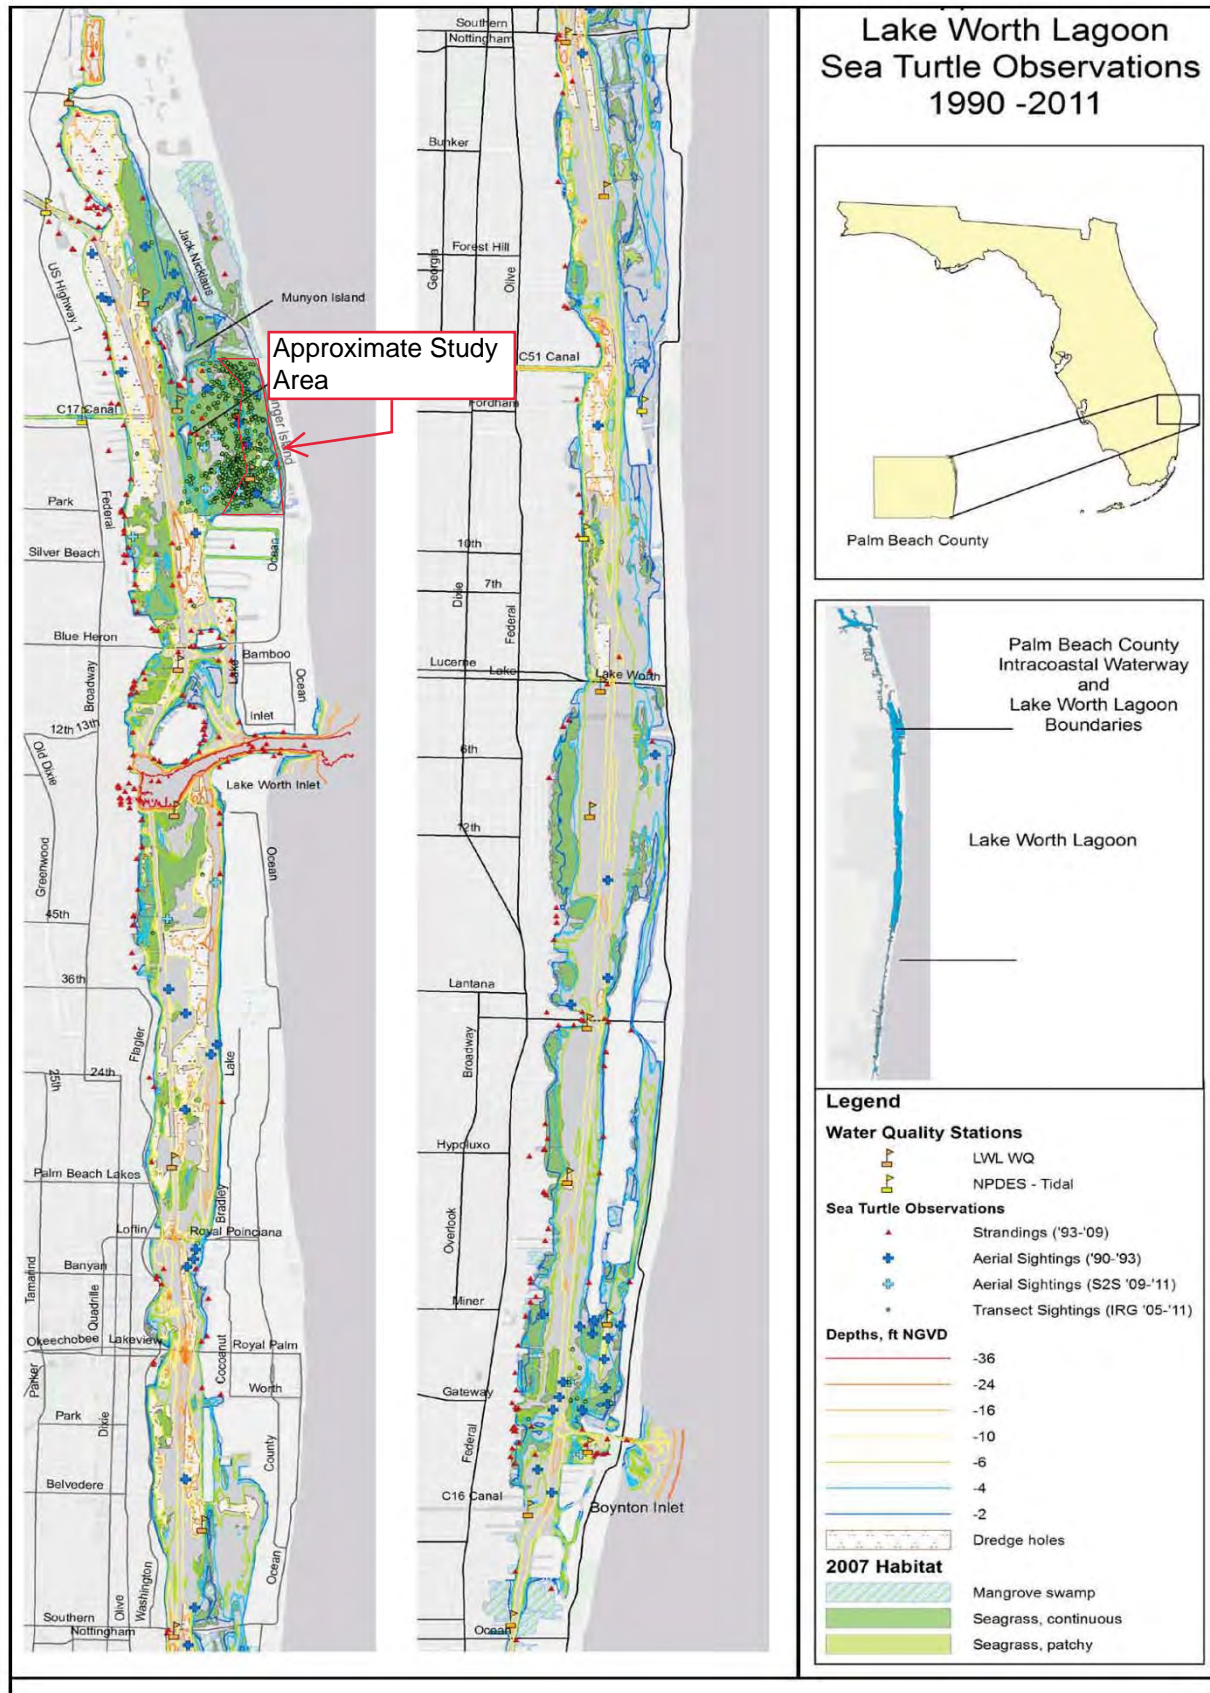 Lake Worth Lagoon
Sea Turtle Observations
1990 -2011
Jack Nicklaus
US Highway 1
Munyon Island
Approximate Study
Area
C17 Canal
nger Island
Park
Federal
Silver Beach
Ocean
Blue Heron
Bamboo
Broadway
Lake
Ocean
Inlet
12th 13th
Old Dixie
Lake Worth Inlet
Greenwood
Ocean
45th
36th
Flagler
Lake
25th
24th
Palm Beach Lakes
Bradley
Loftin
Royal Poinciana
Tamarind
Banyan
Quadrille
Okeechobee
Lakeview
Royal Palm
Parker
Cocoanut
Worth
Park
Dixie
County
Belvedere
Washington
Olive
Ocean
Southern
Nottingham
Southern
Nottingham
Bunker
Forest Hill
Georgia
Olive
C51 Canal
Fordham
10th
Dixie
7th
Federal
Lucerne
Lake
Lake Worth
6th
12th
Lantana
Broadway
Hypoluxo
Overlook
Miner
Gateway
Federal
C16 Canal
Boynton Inlet
Ocean
Palm Beach County
Palm Beach County
Intracoastal Waterway
and
Lake Worth Lagoon
Boundaries
Lake Worth Lagoon
Legend
Water Quality Stations
LWL WQ
NPDES - Tidal
Sea Turtle Observations
Strandings ('93-'09)
Aerial Sightings ('90-'93)
Aerial Sightings (S2S '09-'11)
Transect Sightings (IRG '05-'11)
Depths, ft NGVD
-36
-24
-16
-10
-6
-4
-2
Dredge holes
2007 Habitat
Mangrove swamp
Seagrass, continuous
Seagrass, patchy